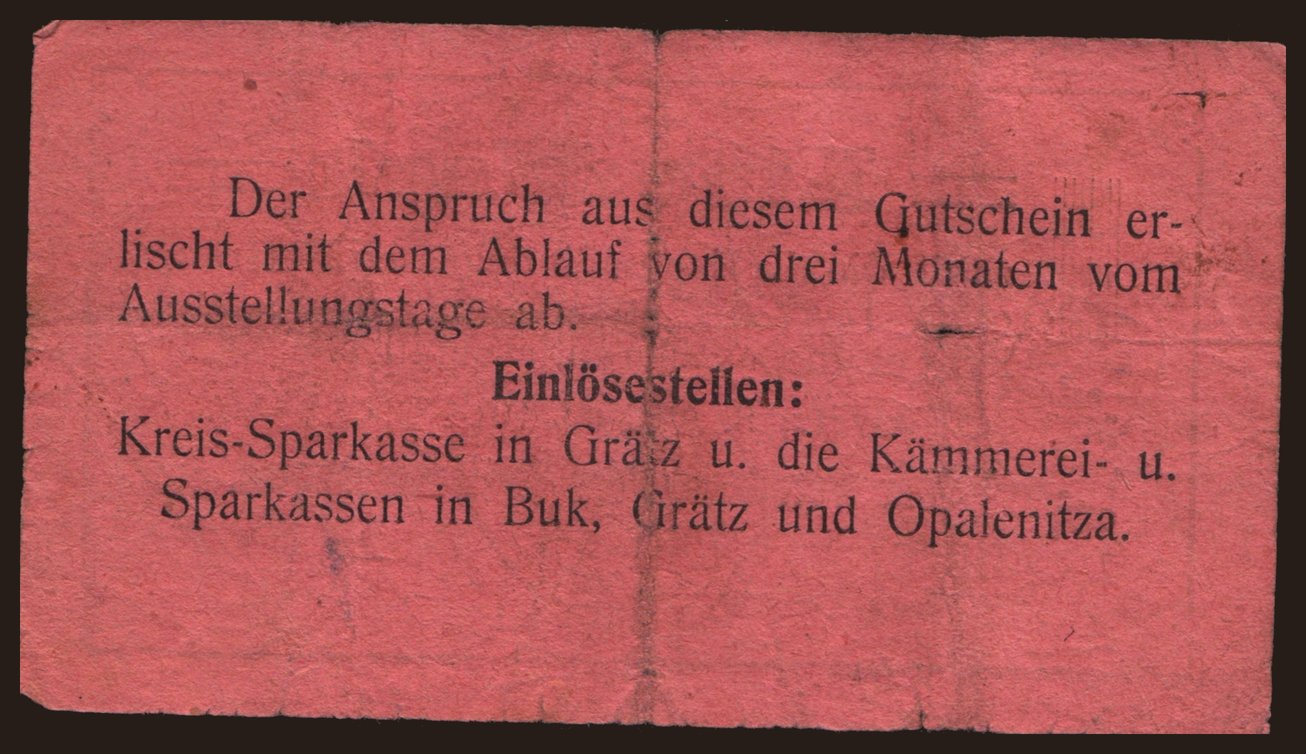 Der Anspruch aus diesem Gutschein er-
lischt mit dem Ablauf von drei Monaten vom
Ausstellungstage ab.
Einlösestellen:
Kreis-Sparkasse in Grätz u. die Kämmerei- u.
Sparkassen in Buk, Grätz und Opalenitza.